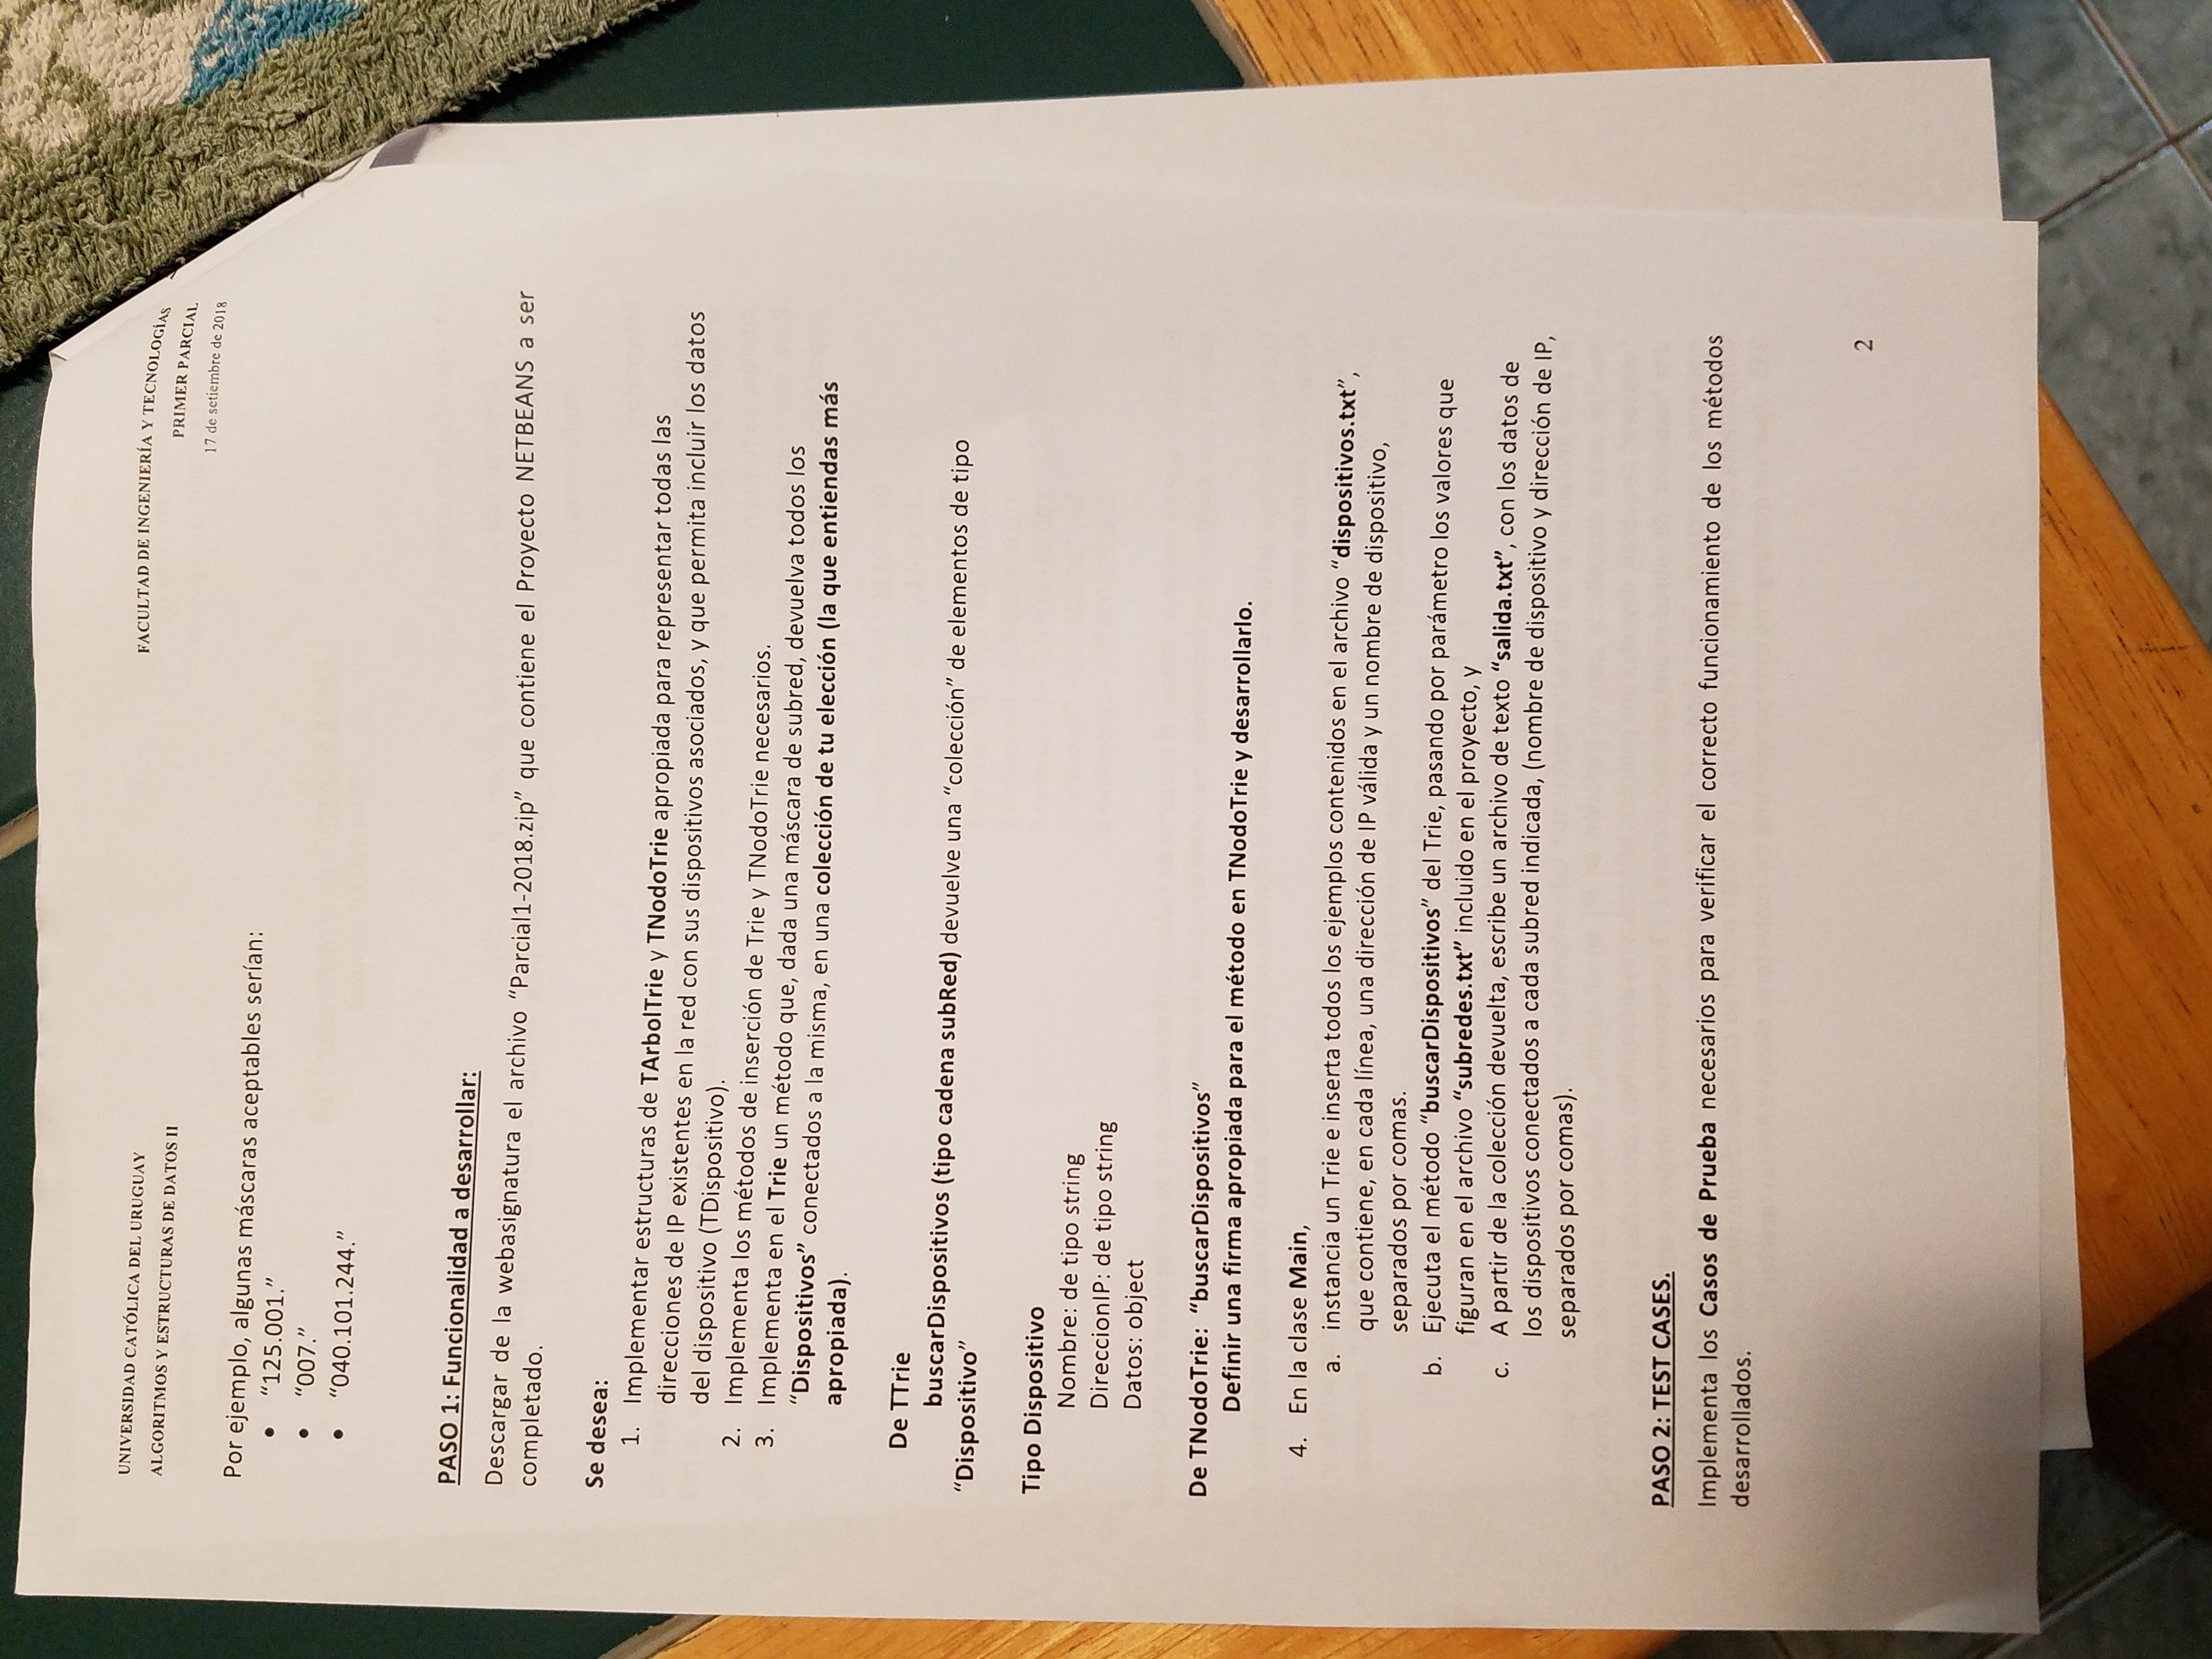 UNIVERSIDAD CATÓLICA DEL URUGUAY
ALGORITMOS Y ESTRUCTURAS DE DATOS II
FACULTAD DE INGENIERÍA Y TECNOLOGÍAS
PRIMER PARCIAL
17 de setiembre de 2018
Por ejemplo, algunas máscaras aceptables serían:
• “125.001.”
• “007.”
• “040.101.244.”
PASO 1: Funcionalidad a desarrollar:
Descargar de la webasignatura el archivo “Parcial1-2018.zip” que contiene el Proyecto NETBEANS a ser
completado.
Se desea:
1. Implementar estructuras de TArbolTrie y TNodoTrie apropiada para representar todas las
direcciones de IP existentes en la red con sus dispositivos asociados, y que permita incluir los datos
del dispositivo (TDispositivo).
2. Implementa los métodos de inserción de Trie y TNodoTrie necesarios.
3. Implementa en el Trie un método que, dada una máscara de subred, devuelva todos los
“Dispositivos” conectados a la misma, en una colección de tu elección (la que entiendas más
apropiada).
De TTrie
buscarDispositivos (tipo cadena subRed) devuelve una “colección” de elementos de tipo
“Dispositivo”
Tipo Dispositivo
Nombre: de tipo string
DireccionIP: de tipo string
Datos: object
De TNodoTrie: “buscarDispositivos”
Definir una firma apropiada para el método en TNodoTrie y desarrollarlo.
4. En la clase Main,
a. instancia un Trie e inserta todos los ejemplos contenidos en el archivo “dispositivos.txt”,
que contiene, en cada línea, una dirección de IP válida y un nombre de dispositivo,
separados por comas.
b. Ejecuta el método “buscarDispositivos” del Trie, pasando por parámetro los valores que
figuran en el archivo “subredes.txt” incluido en el proyecto, y
c. A partir de la colección devuelta, escribe un archivo de texto “salida.txt”, con los datos de
los dispositivos conectados a cada subred indicada, (nombre de dispositivo y dirección de IP,
separados por comas).
PASO 2: TEST CASES.
Implementa los Casos de Prueba necesarios para verificar el correcto funcionamiento de los métodos
desarrollados.
2